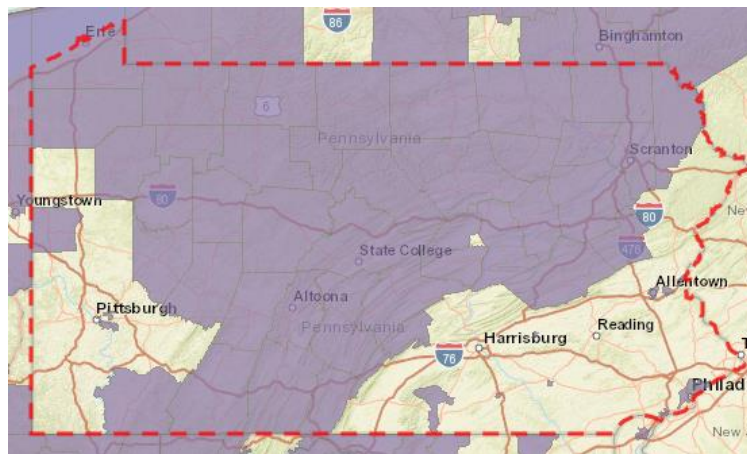 Erie
86
Binghamton
6
Pennsylvania
Scranton
Youngstown
80
New
80
State College
476
Altoona
Allentown
Pittsburgh
Pennsylvania
Harrisburg
Reading
76
T
Philad
New